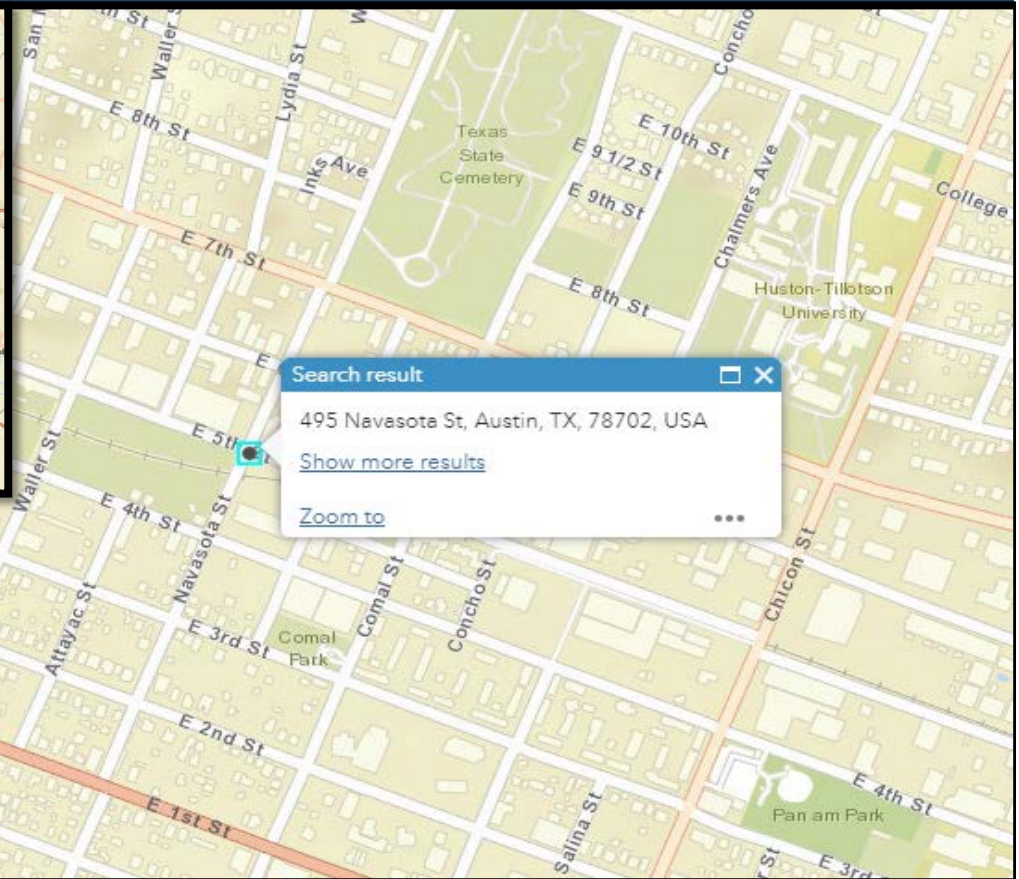 San
Waller
Lydia St
Concho
E 8th St
Inks Ave
Texas
State
Cemetery
E 9 1/2 St
E 10th St
E 9th St
Chalmers Ave
College
E 7th St
E 8th St
Huston-Tillotson
University
Search result
495 Navasota St, Austin, TX, 78702, USA
Show more results
Zoom to
E 5th
Waller St
E 4th St
Navasota St
Attayac St
E 3rd St
Comal
Park
Comal St
Concho St
Chicon St
E 2nd St
E 1st St
Salina St
E 4th St
Pan am Park
E 3rd